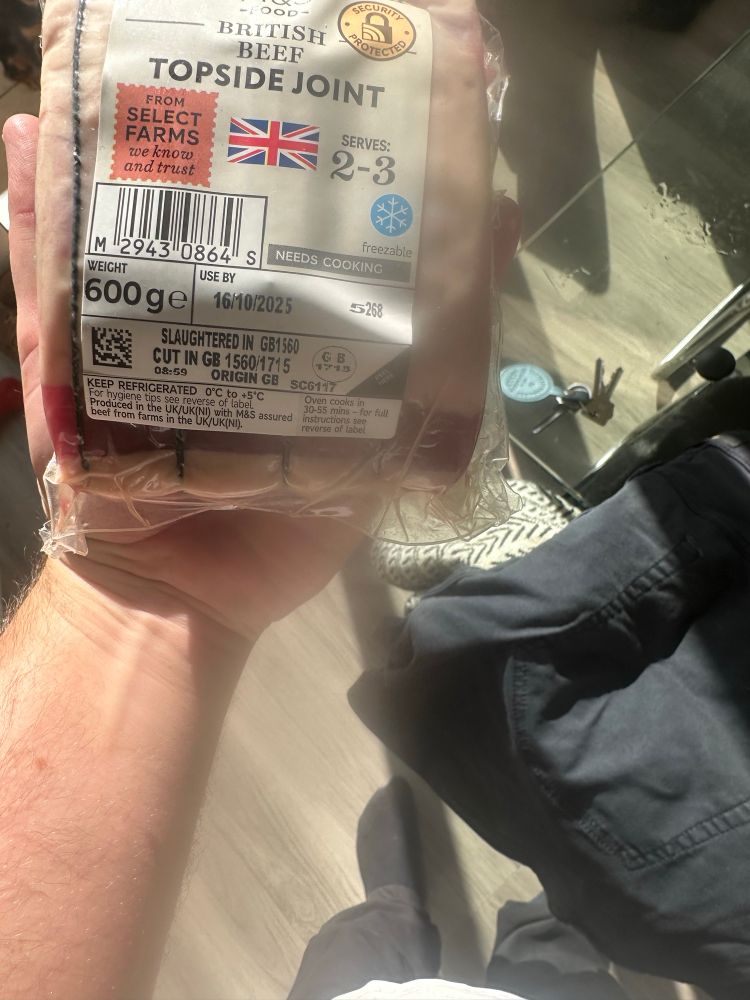 M&S
-FOOD-
SECURITY PROTECTED
BRITISH
BEEF
TOPSIDE JOINT
FROM
SELECT
FARMS
we know
and trust
SERVES:
2-3
freezable
M 29430864 S
NEEDS COOKING
WEIGHT
600g℮
USE BY
16/10/2025
5268
SLAUGHTERED IN GB1560
CUT IN GB 1560/1715
08:59 ORIGIN GB SC6117
GB
1715
KEEP REFRIGERATED 0°C to +5°C
For hygiene tips see reverse of label.
Produced in the UK/UK(NI) with M&S assured
beef from farms in the UK/UK(NI).
Oven cooks in
30-55 mins – for full
instructions see
reverse of label